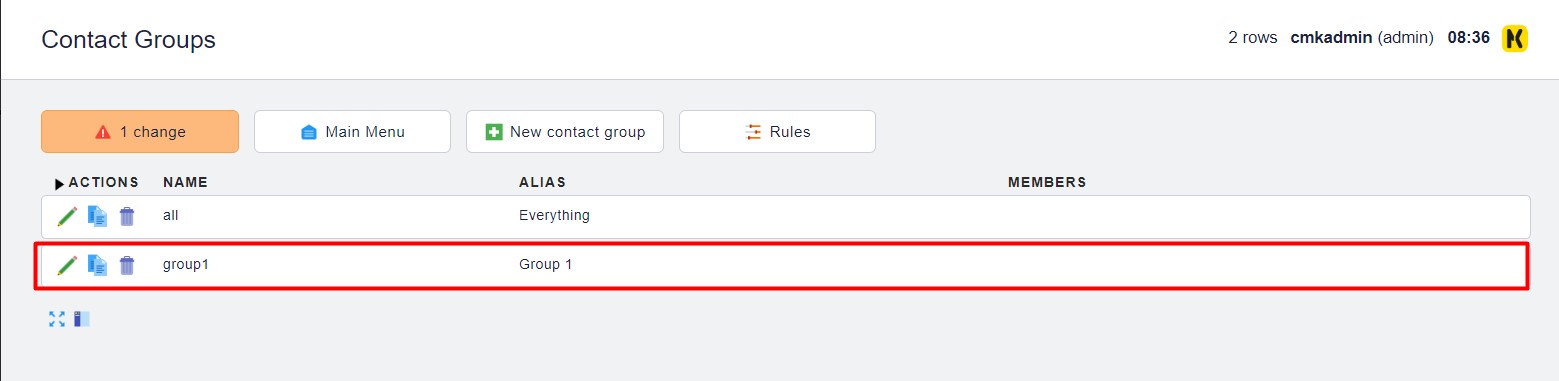 Contact Groups
2 rows cmkadmin (admin) 08:36
1 change Main Menu New contact group Rules
ACTIONS NAME ALIAS MEMBERS
all Everything
group1 Group 1